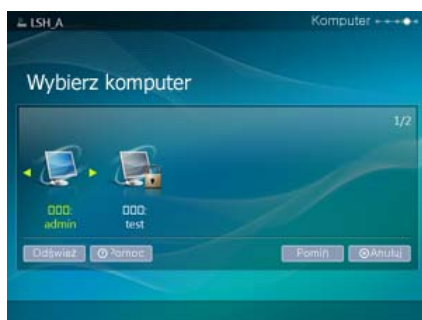 LSH_A
Komputer
Wybierz komputer
1/2
□□□: □□□:
admin test
Odśwież Pomoc Pomiń Anuluj